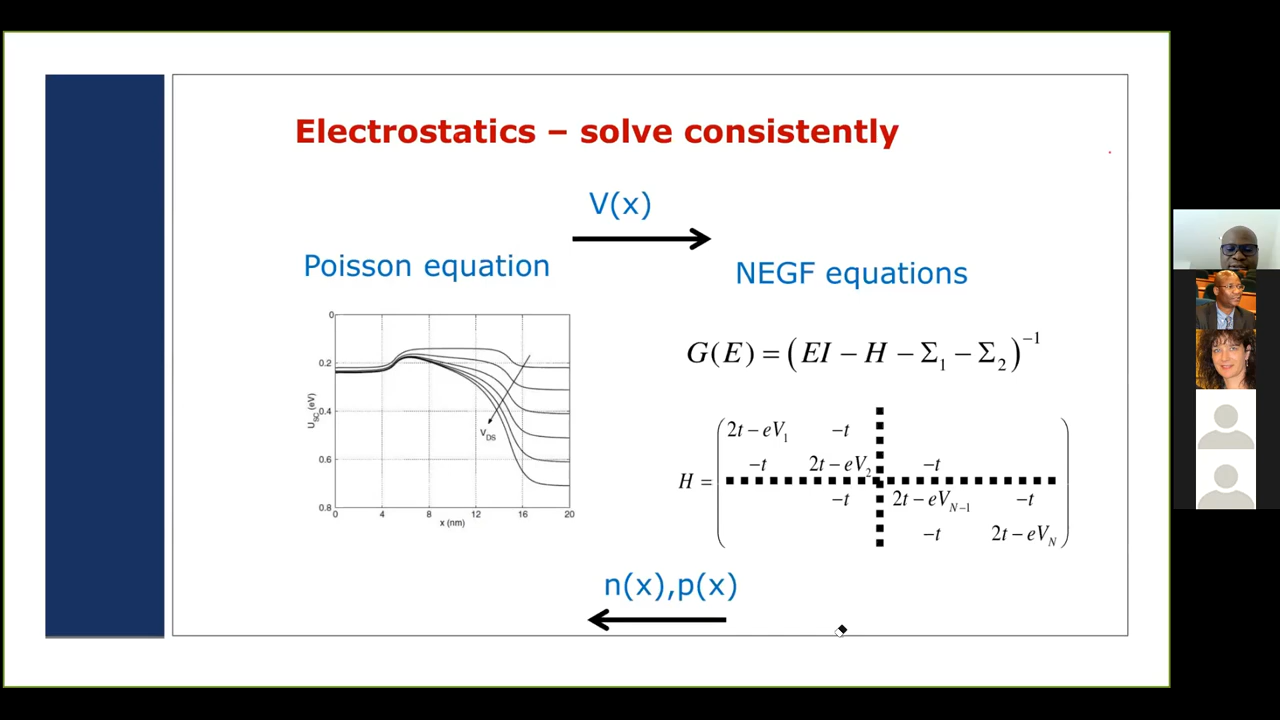 Electrostatics – solve consistently
V(x)
Poisson equation
NEGF equations
0
0.2
0.4
0.6
0.8
U_SC (eV)
V_DS
0 4 8 12 16 20
x (nm)
G(E) = (EI − H − Σ₁ − Σ₂)⁻¹
2t − eV₁ −t
−t 2t − eV₂ −t
H =
−t 2t − eV_{N−1} −t
−t 2t − eV_N
n(x),p(x)